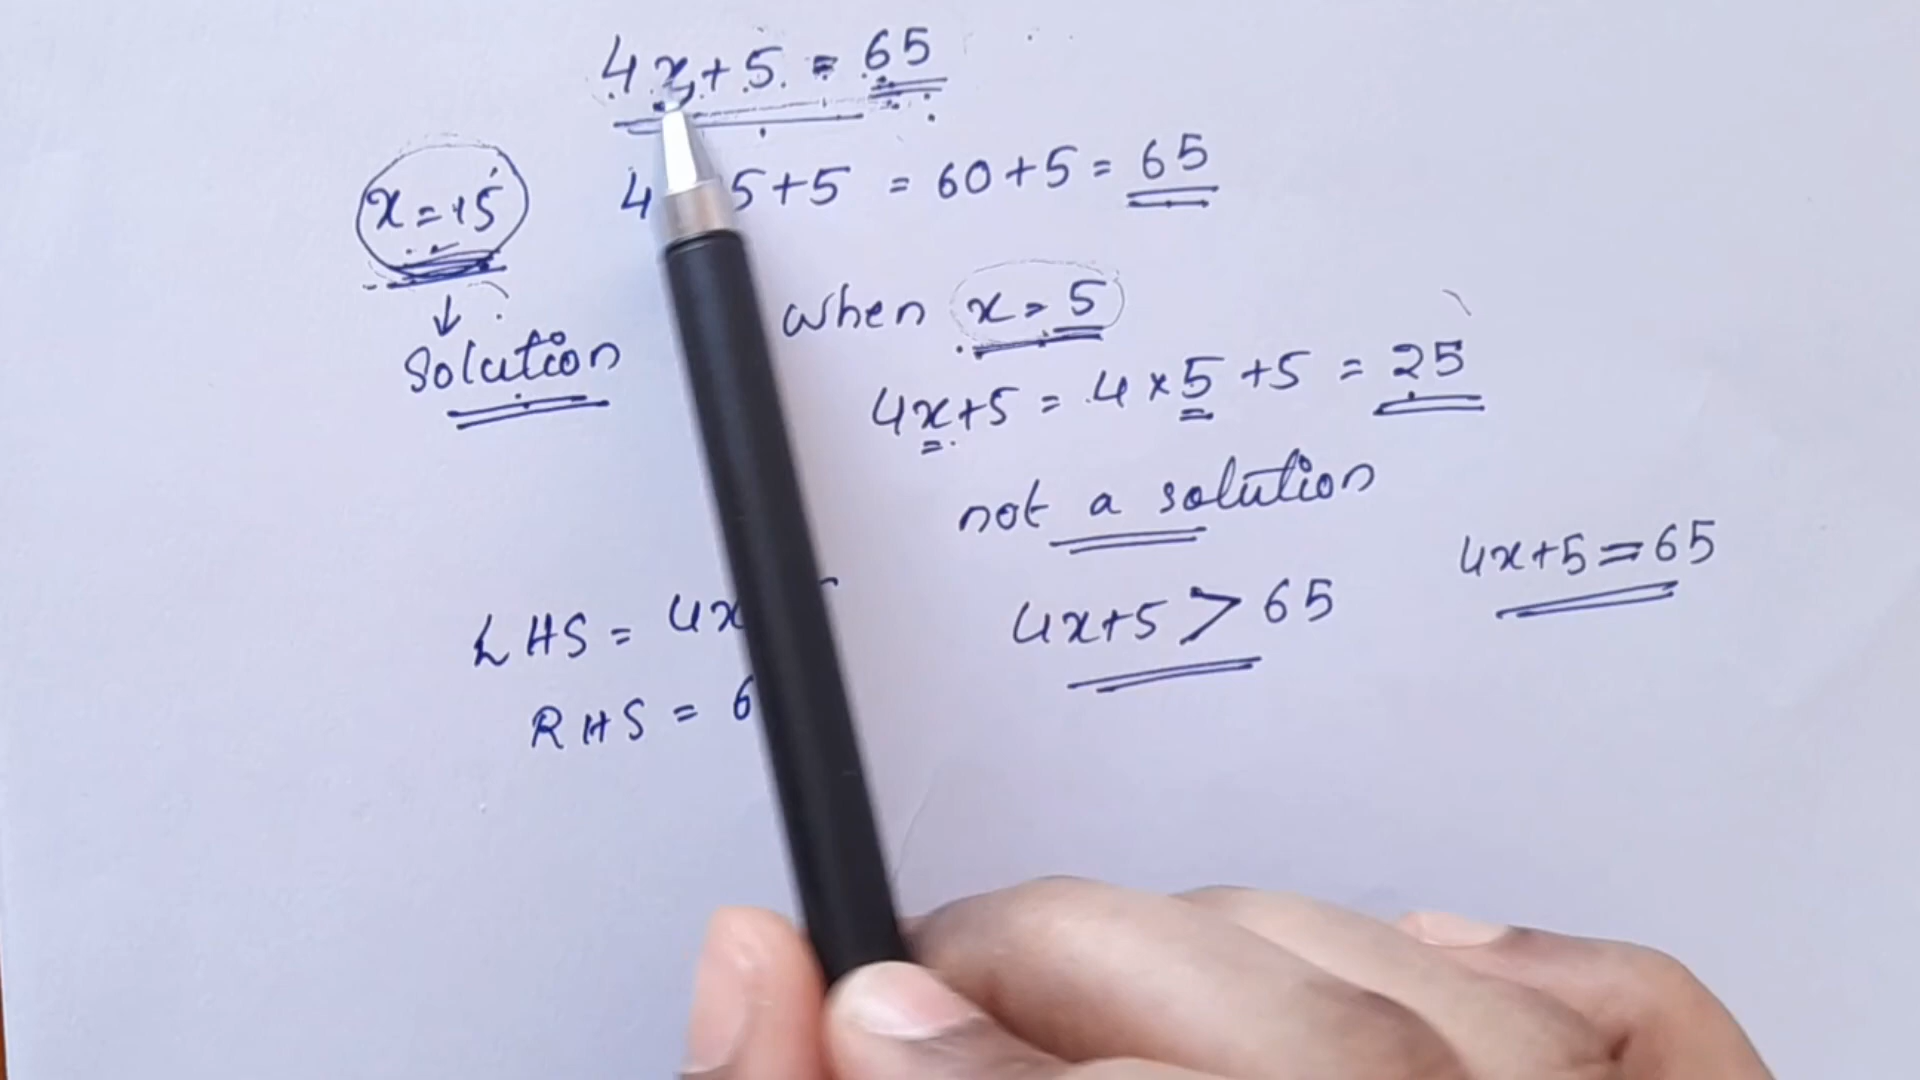 4x+5 = 65
4 5+5 = 60+5 = 65
x = 15
↓
Solution
when x = 5
4x+5 = 4×5+5 = 25
not a solution
4x+5 > 65
4x+5=65
LHS = 4x
RHS = 6